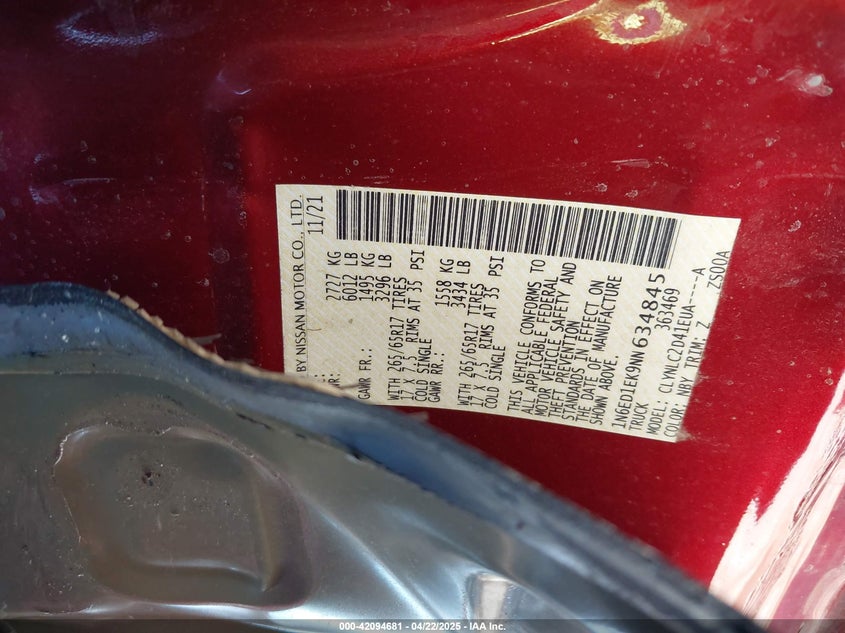 BY NISSAN MOTOR CO., LTD.
11/21
2727 KG
6012 LB
GAWR FR.: 1495 KG
3296 LB
WITH 265/65R17 TIRES
17 X 7.5 RIMS AT 35 PSI
COLD SINGLE
GAWR RR.: 1558 KG
3434 LB
WITH 265/65R17 TIRES
17 X 7.5 RIMS AT 35 PSI
COLD SINGLE
THIS VEHICLE CONFORMS TO
ALL APPLICABLE FEDERAL
MOTOR VEHICLE SAFETY AND
THEFT PREVENTION
STANDARDS IN EFFECT ON
THE DATE OF MANUFACTURE
SHOWN ABOVE.
1N6ED1EK9NN634845
TRUCK 363469
MODEL: CLYNLC2D41EUA----A
COLOR: NBY TRIM: Z ZS00A
000-42094681 - 04/22/2025 - IAA Inc.